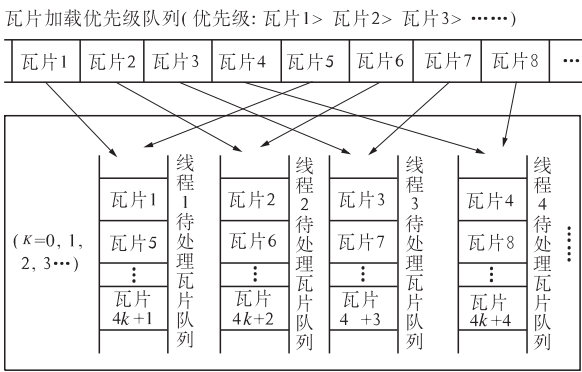 瓦片加载优先级队列(优先级:瓦片1>瓦片2>瓦片3>……)
瓦片1 瓦片2 瓦片3 瓦片4 瓦片5 瓦片6 瓦片7 瓦片8 …
(K=0, 1,
2, 3…)
瓦片1
瓦片5
⋮
瓦片
4k+1
线程1待处理瓦片队列
瓦片2
瓦片6
⋮
瓦片
4k+2
线程2待处理瓦片队列
瓦片3
瓦片7
⋮
瓦片
4 +3
线程3待处理瓦片队列
瓦片4
瓦片8
⋮
瓦片
4k+4
线程4待处理瓦片队列
⋮